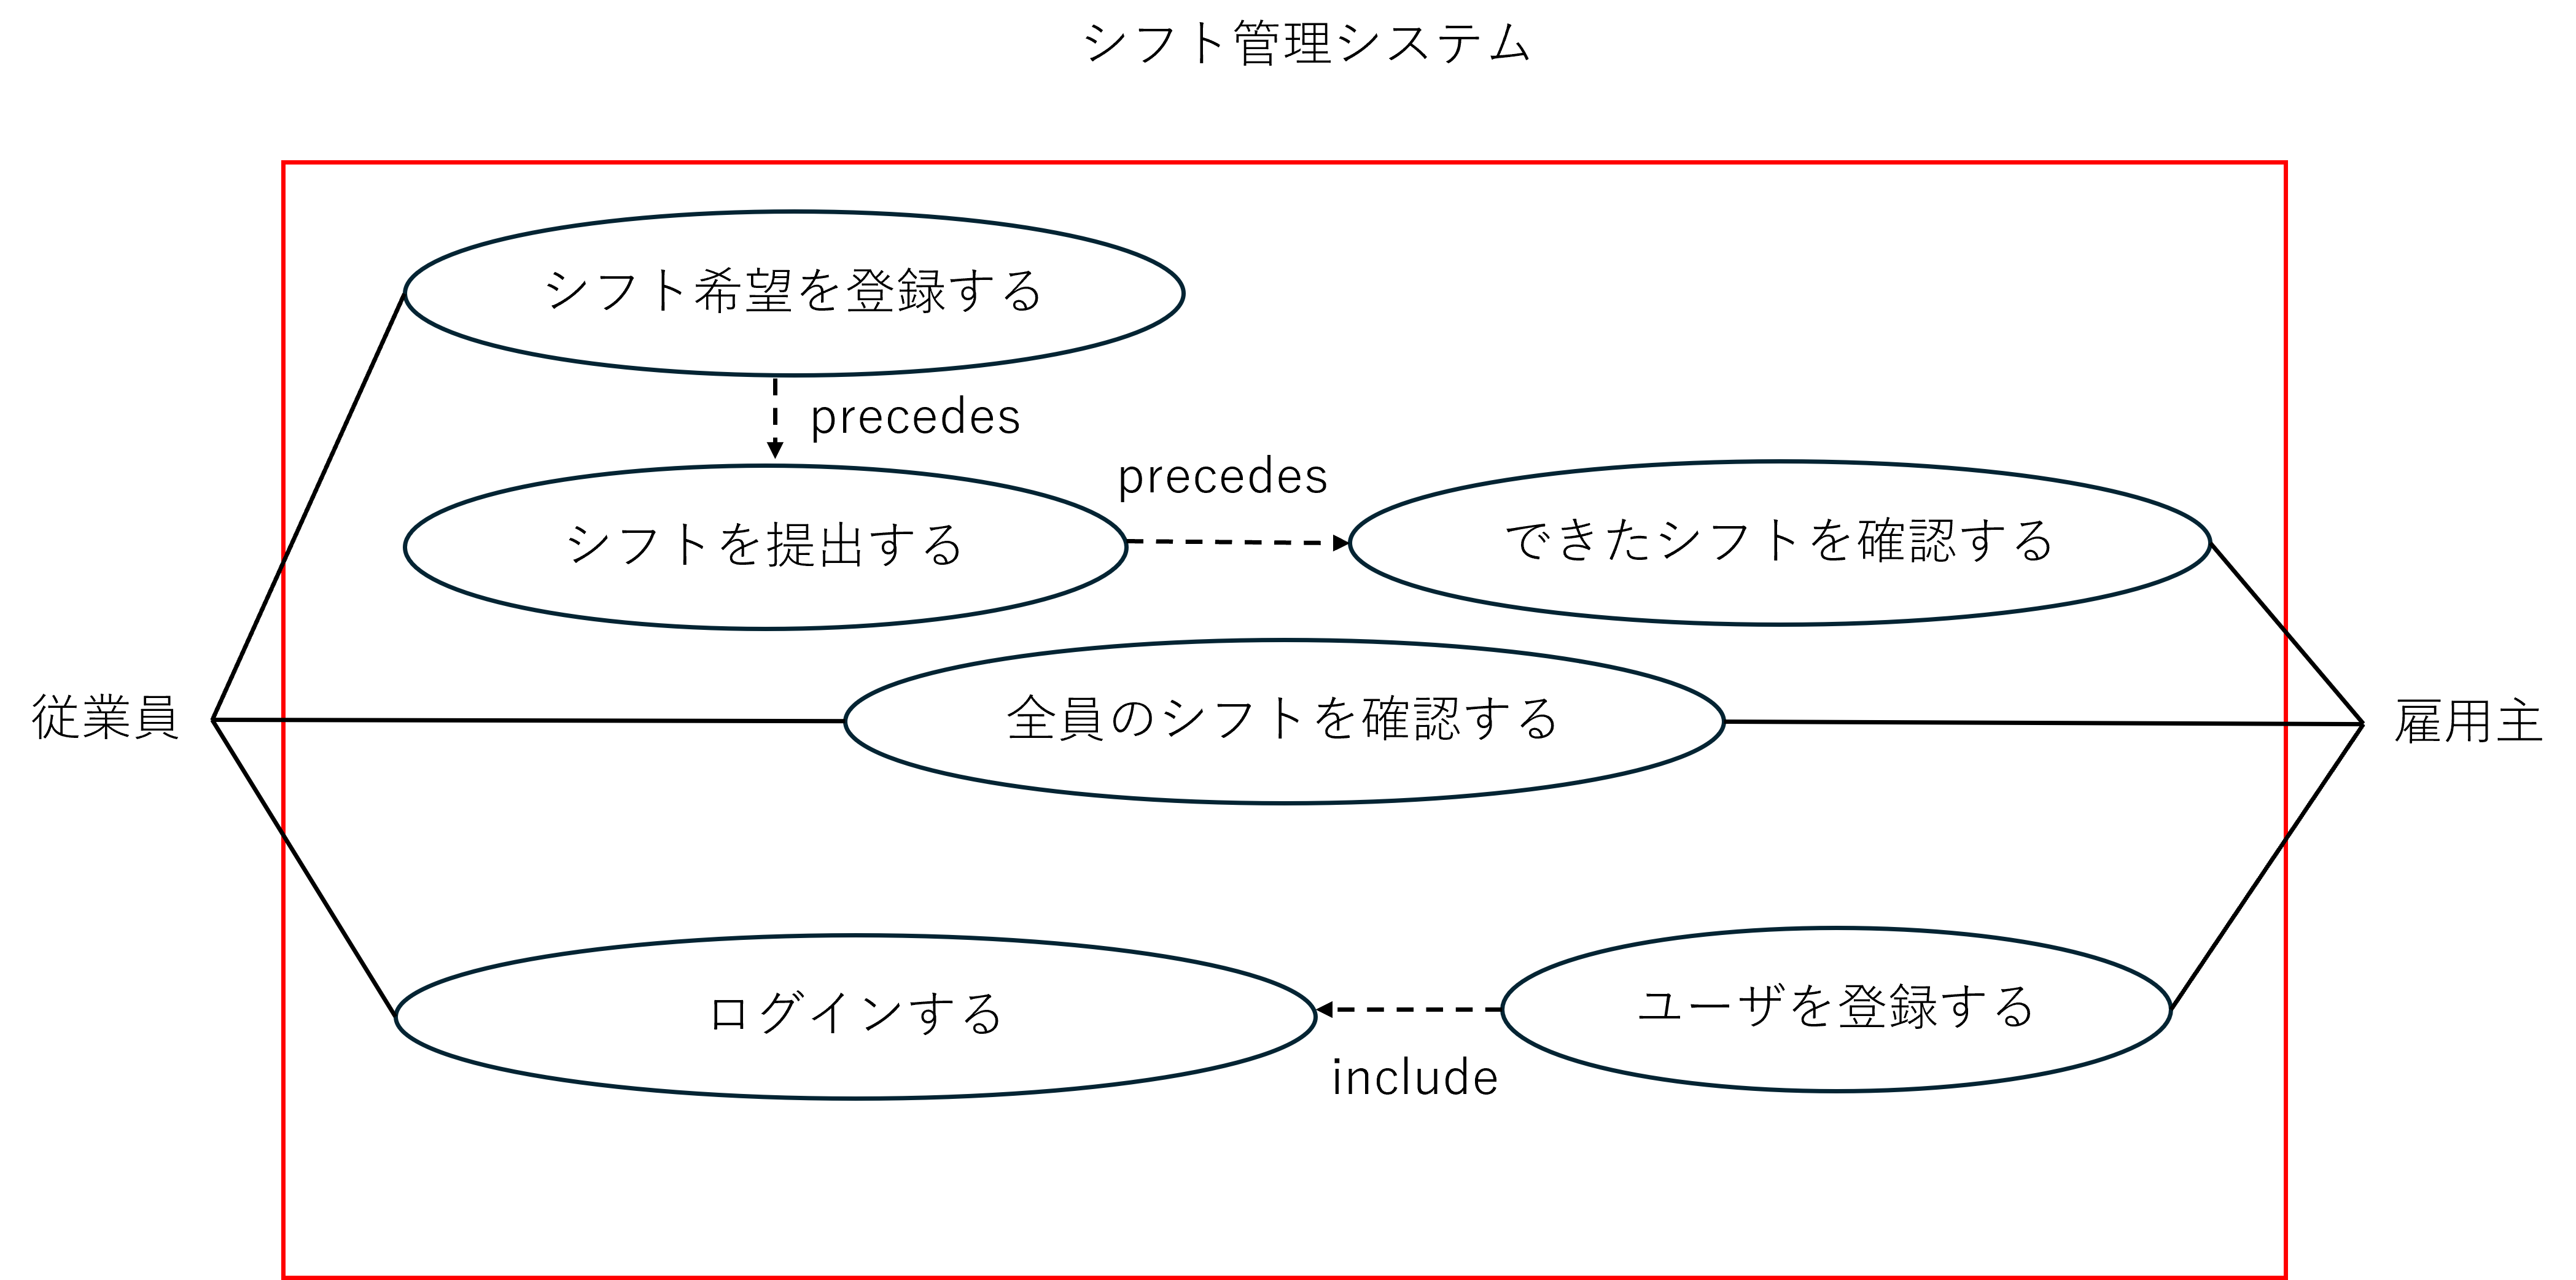 シフト管理システム
シフト希望を登録する
precedes
シフトを提出する
precedes
できたシフトを確認する
従業員
全員のシフトを確認する
雇用主
ログインする
include
ユーザを登録する